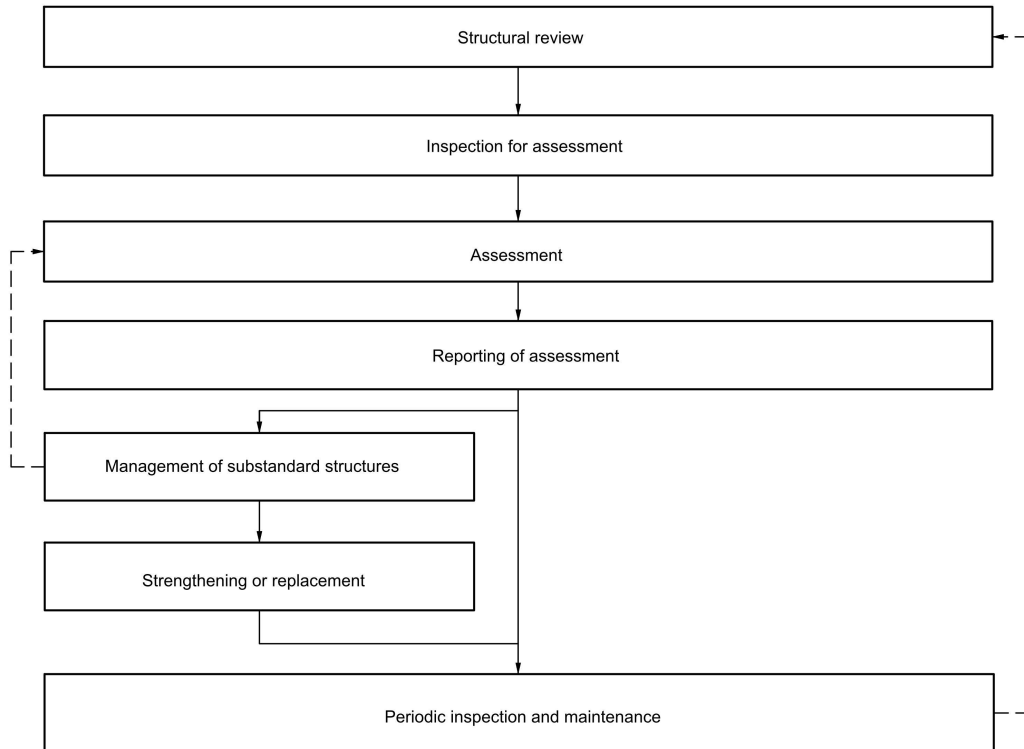 Structural review
Inspection for assessment
Assessment
Reporting of assessment
Management of substandard structures
Strengthening or replacement
Periodic inspection and maintenance